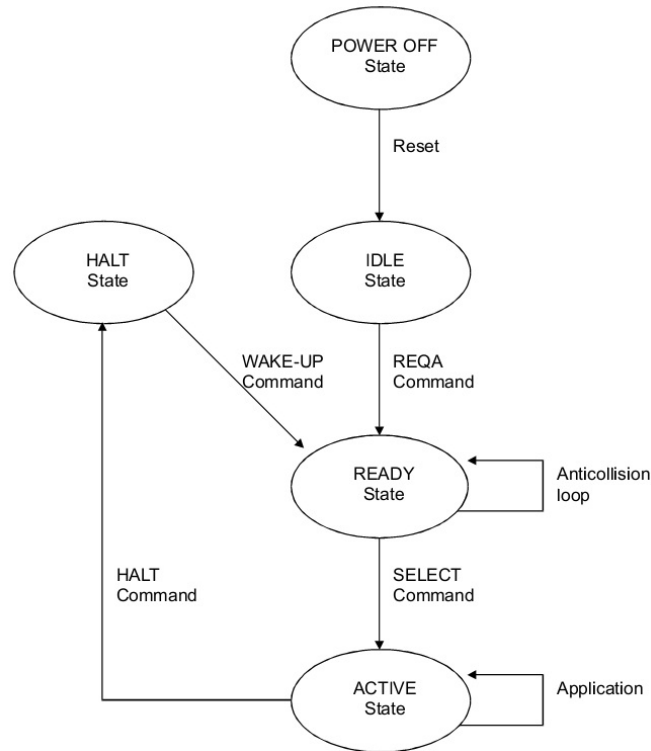 POWER OFF
State
Reset
HALT
State
IDLE
State
WAKE-UP
Command
REQA
Command
READY
State
Anticollision
loop
HALT
Command
SELECT
Command
ACTIVE
State
Application